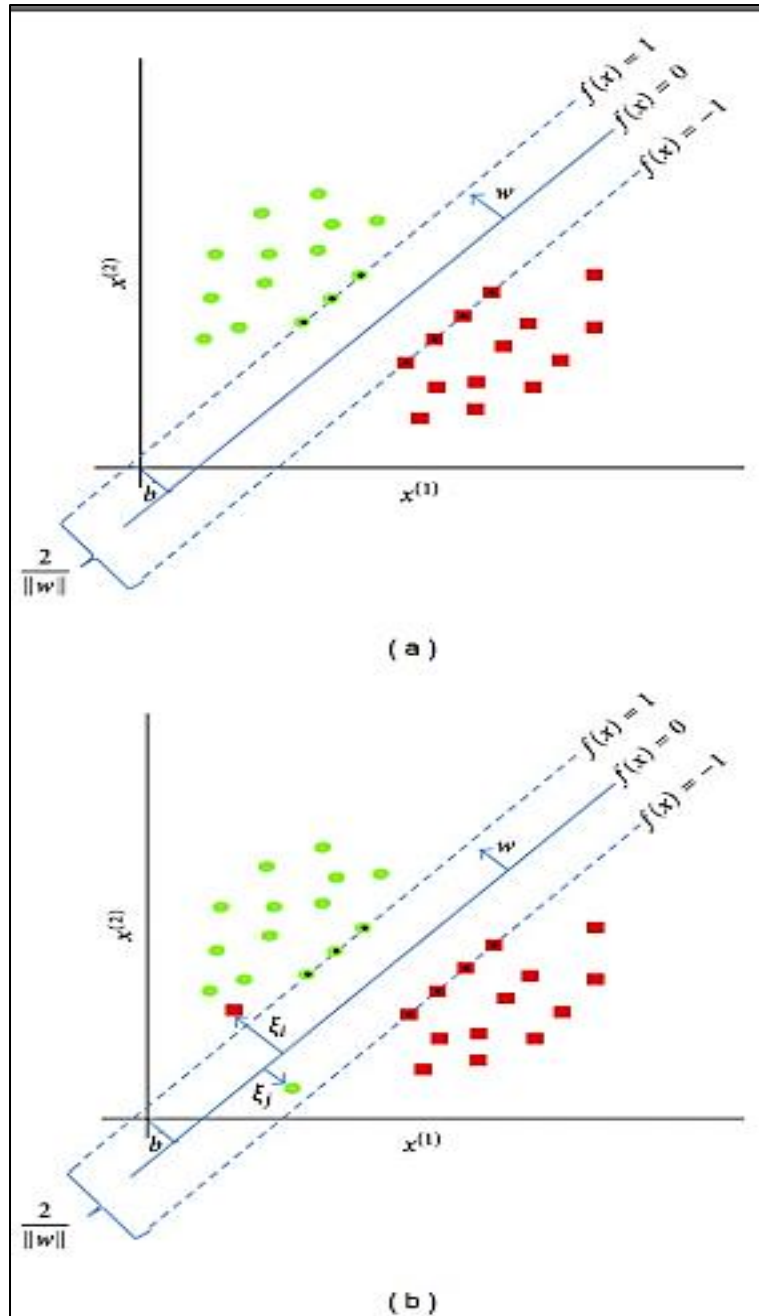 f(x) = 1
f(x) = 0
f(x) = −1
w
x⁽²⁾
b
x⁽¹⁾
2
‖w‖
( a )
f(x) = 1
f(x) = 0
f(x) = −1
w
x⁽²⁾
ξᵢ
ξⱼ
b
x⁽¹⁾
2
‖w‖
( b )